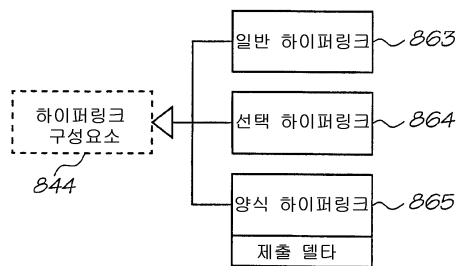 일반 하이퍼링크
863
하이퍼링크
구성요소
844
선택 하이퍼링크
864
양식 하이퍼링크
865
제출 델타